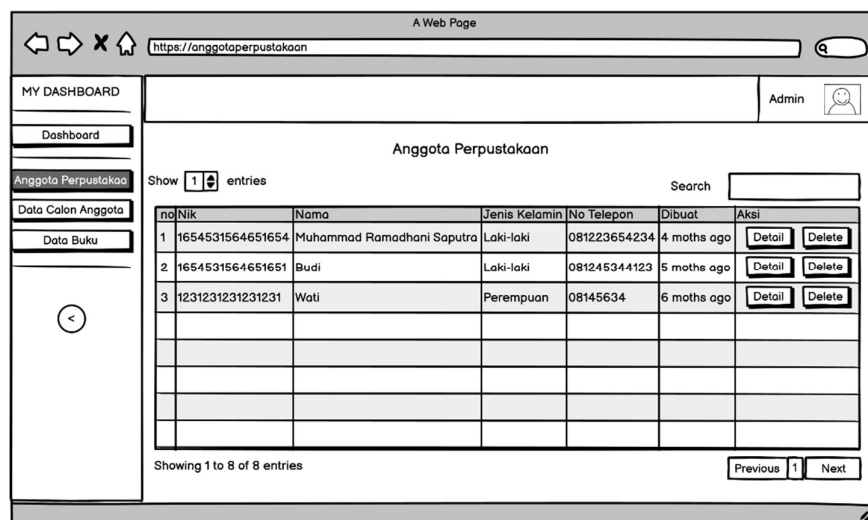 A Web Page
https://anggotaperpustakaan
MY DASHBOARD
Admin
Dashboard
Anggota Perpustakaa
Data Calon Anggota
Data Buku
<
Anggota Perpustakaan
Show 1 entries
Search
no Nik Nama Jenis Kelamin No Telepon Dibuat Aksi
1 1654531564651654 Muhammad Ramadhani Saputra Laki-laki 081223654234 4 moths ago Detail Delete
2 1654531564651651 Budi Laki-laki 081245344123 5 moths ago Detail Delete
3 1231231231231231 Wati Perempuan 08145634 6 moths ago Detail Delete
Showing 1 to 8 of 8 entries
Previous 1 Next